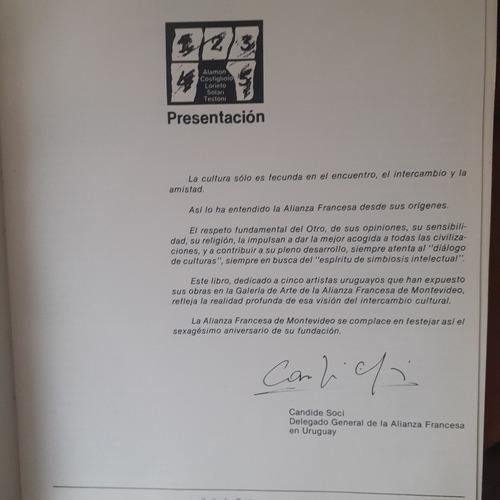 1 2 3
4 5
Alamon
Costigliolo
Lorieto
Solari
Testoni
Presentación
La cultura sólo es fecunda en el encuentro, el intercambio y la
amistad.
Así lo ha entendido la Alianza Francesa desde sus orígenes.
El respeto fundamental del Otro, de sus opiniones, su sensibili-
dad, su religión, la impulsan a dar la mejor acogida a todas las civiliza-
ciones, y a contribuir a su pleno desarrollo, siempre atenta al "diálogo
de culturas", siempre en busca del "espíritu de simbiosis intelectual".
Este libro, dedicado a cinco artistas uruguayos que han expuesto
sus obras en la Galería de Arte de la Alianza Francesa de Montevideo,
refleja la realidad profunda de esa visión del intercambio cultural.
La Alianza Francesa de Montevideo se complace en festejar así el
sexagésimo aniversario de su fundación.
Candide Soci
Delegado General de la Alianza Francesa
en Uruguay